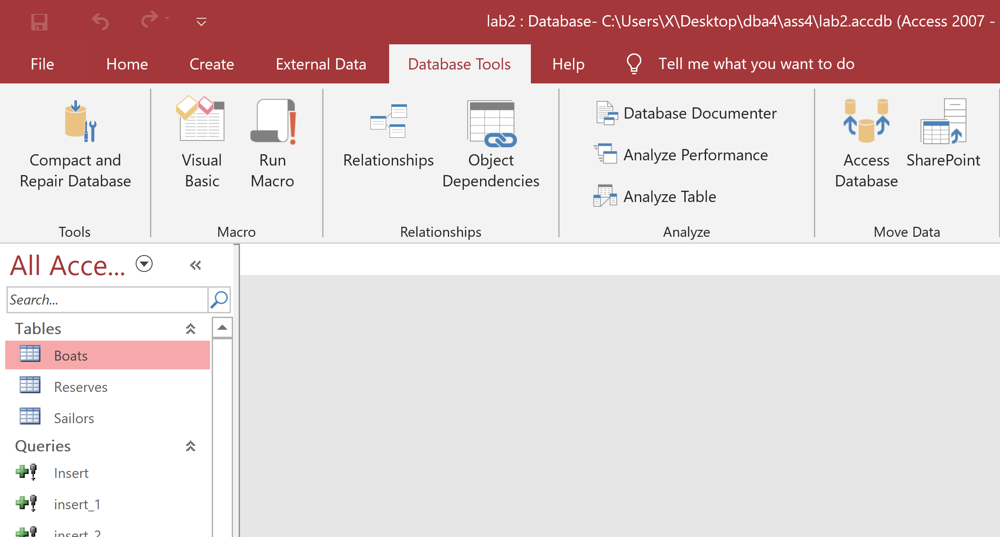 lab2 : Database- C:\Users\X\Desktop\dba4\ass4\lab2.accdb (Access 2007 -
File Home Create External Data Database Tools Help Tell me what you want to do
Compact and
Repair Database
Tools
Visual
Basic
Run
Macro
Macro
Relationships
Object
Dependencies
Relationships
Database Documenter
Analyze Performance
Analyze Table
Analyze
Access
Database
SharePoint
Move Data
All Acce...
Search...
Tables
Boats
Reserves
Sailors
Queries
Insert
insert_1
insert_2